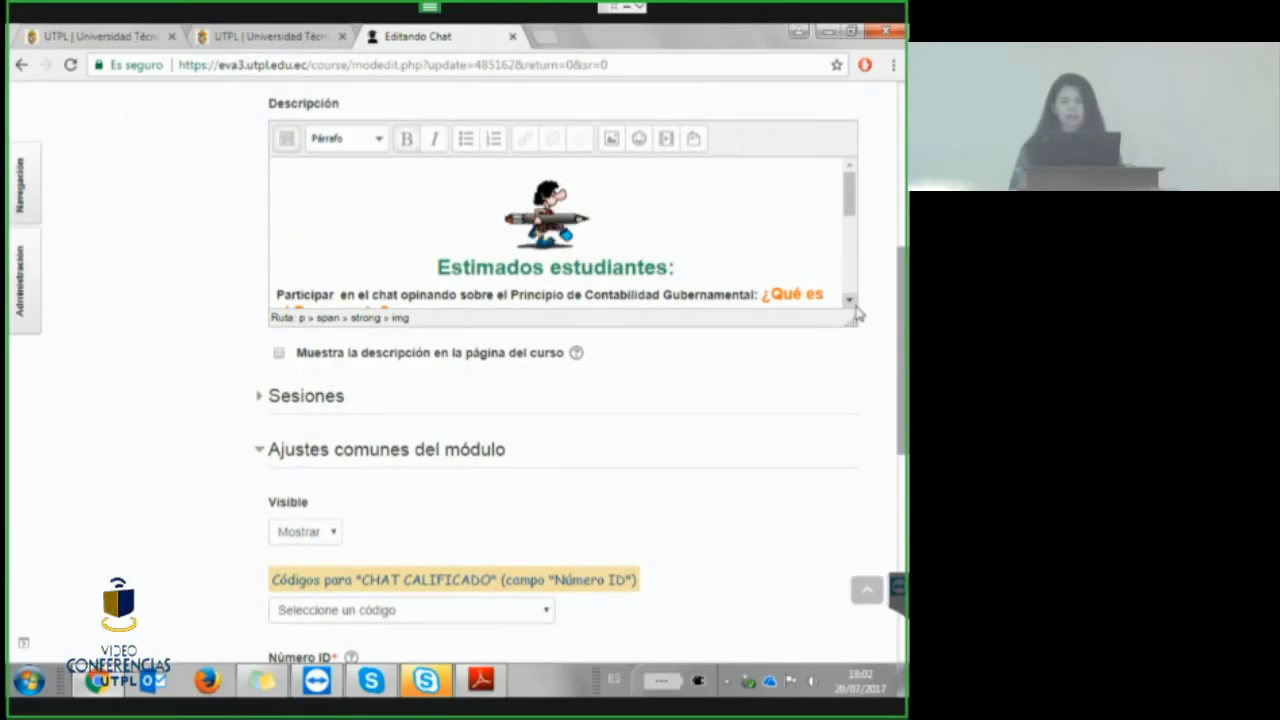 UTPL | Universidad Técni
UTPL | Universidad Técni
Editando Chat
Es seguro
https://eva3.utpl.edu.ec/course/modedit.php?update=485162&return=0&sr=0
Navegación
Administración
Descripción
Párrafo
B I
Estimados estudiantes:
Participar en el chat opinando sobre el Principio de Contabilidad Gubernamental: ¿Qué es
Ruta: p » span » strong » img
Muestra la descripción en la página del curso
Sesiones
Ajustes comunes del módulo
Visible
Mostrar
Códigos para "CHAT CALIFICADO" (campo "Número ID")
Seleccione un código
Número ID*
VIDEO
CONFERENCIAS
UTPL
ES
18:02
20/07/2017